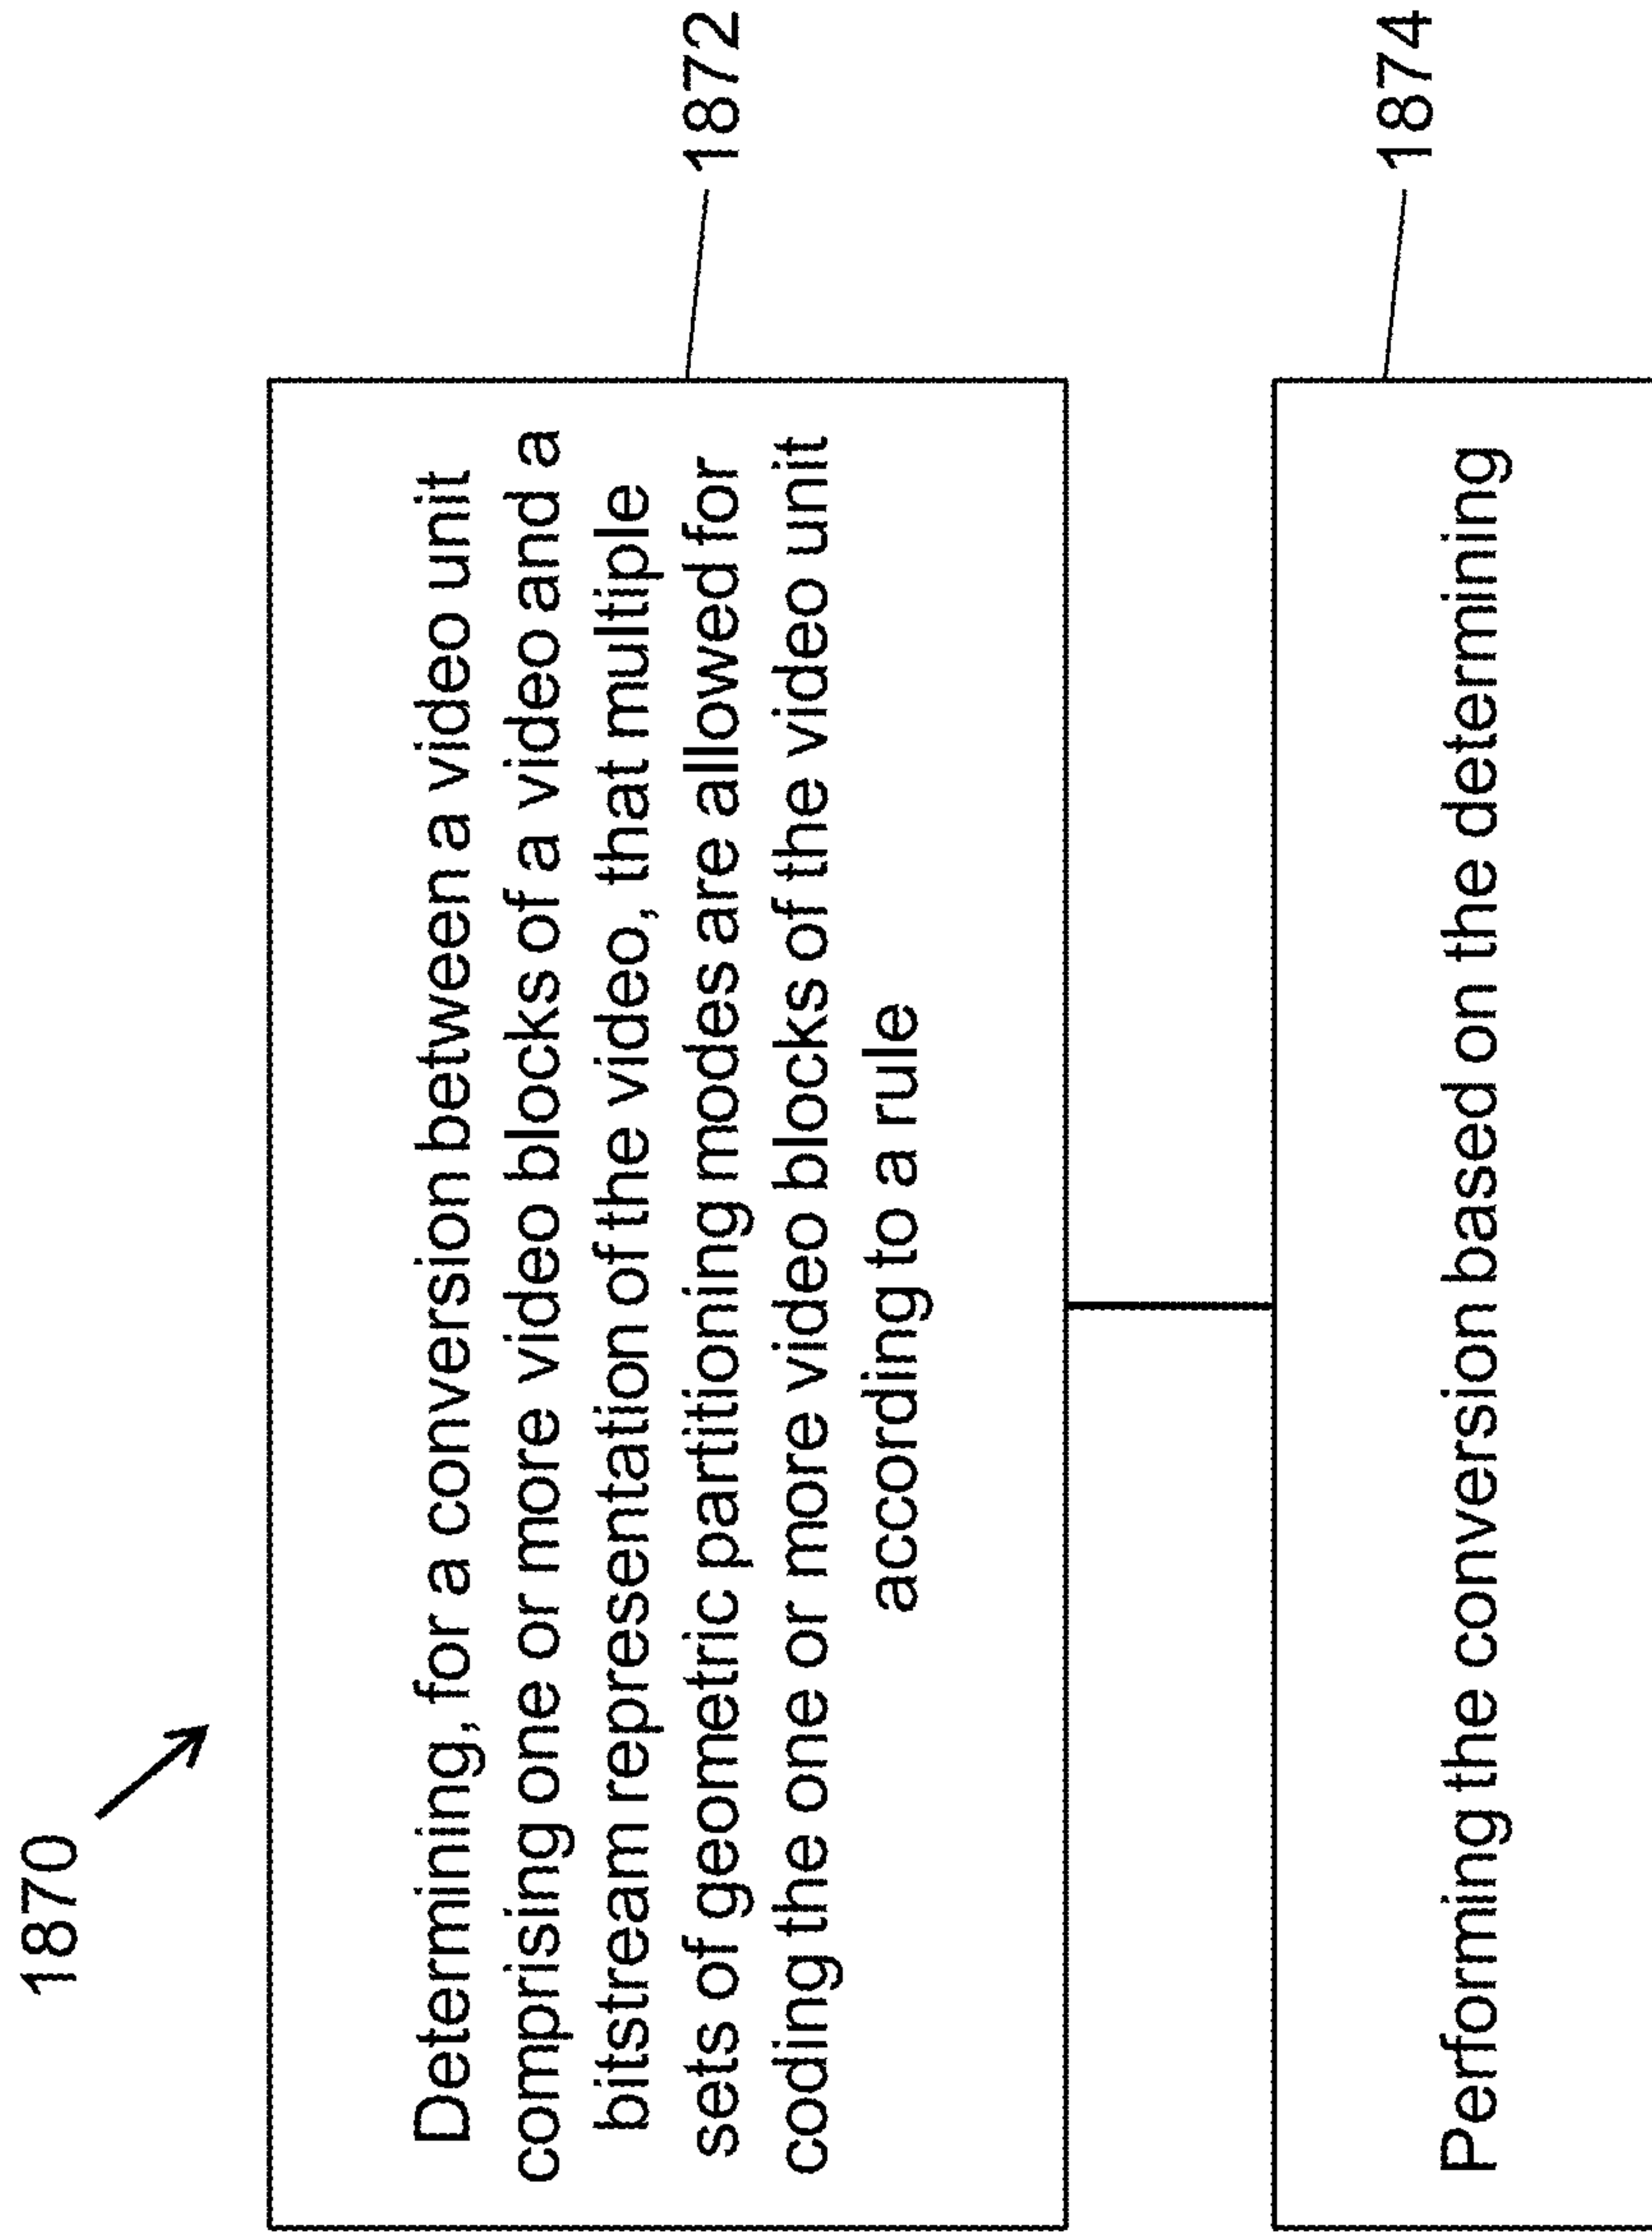 1870
Determining, for a conversion between a video unit
comprising one or more video blocks of a video and a
bitstream representation of the video, that multiple
sets of geometric partitioning modes are allowed for
coding the one or more video blocks of the video unit
according to a rule
1872
Performing the conversion based on the determining
1874